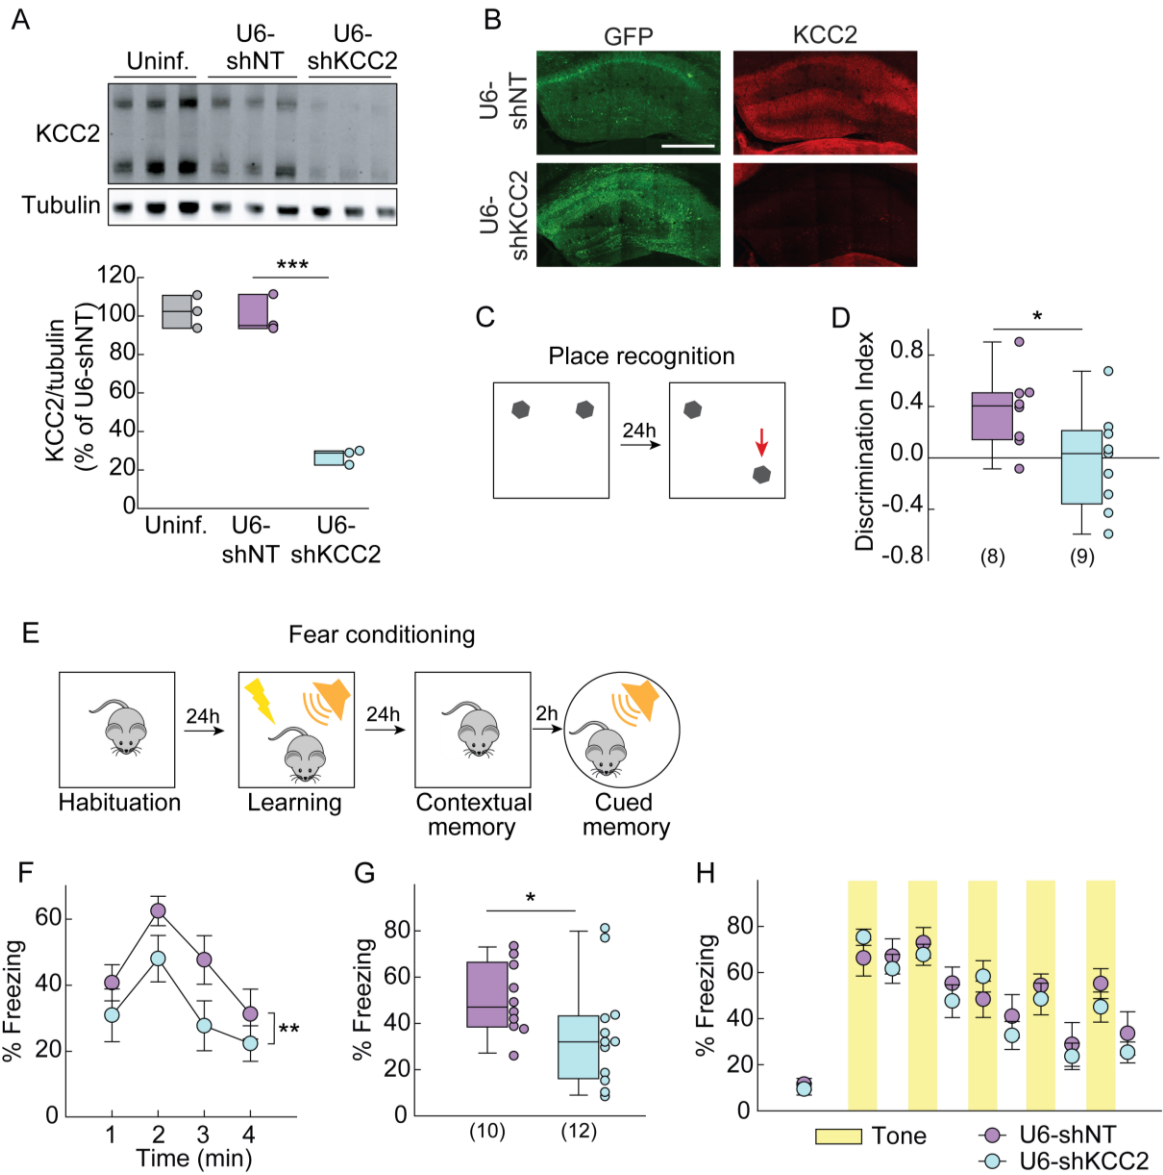 A
Uninf.
U6-
shNT
U6-
shKCC2
KCC2
Tubulin
120
100
80
60
40
20
0
KCC2/tubulin
(% of U6-shNT)
***
Uninf.
U6-
shNT
U6-
shKCC2
B
GFP
KCC2
U6-
shNT
U6-
shKCC2
C
Place recognition
24h
D
Discrimination Index
0.8
0.4
0.0
-0.4
-0.8
*
(8)
(9)
E
Fear conditioning
24h
24h
2h
Habituation
Learning
Contextual
memory
Cued
memory
F
% Freezing
60
40
20
0
**
1
2
3
4
Time (min)
G
% Freezing
80
60
40
20
0
*
(10)
(12)
H
% Freezing
80
60
40
20
0
Tone
U6-shNT
U6-shKCC2